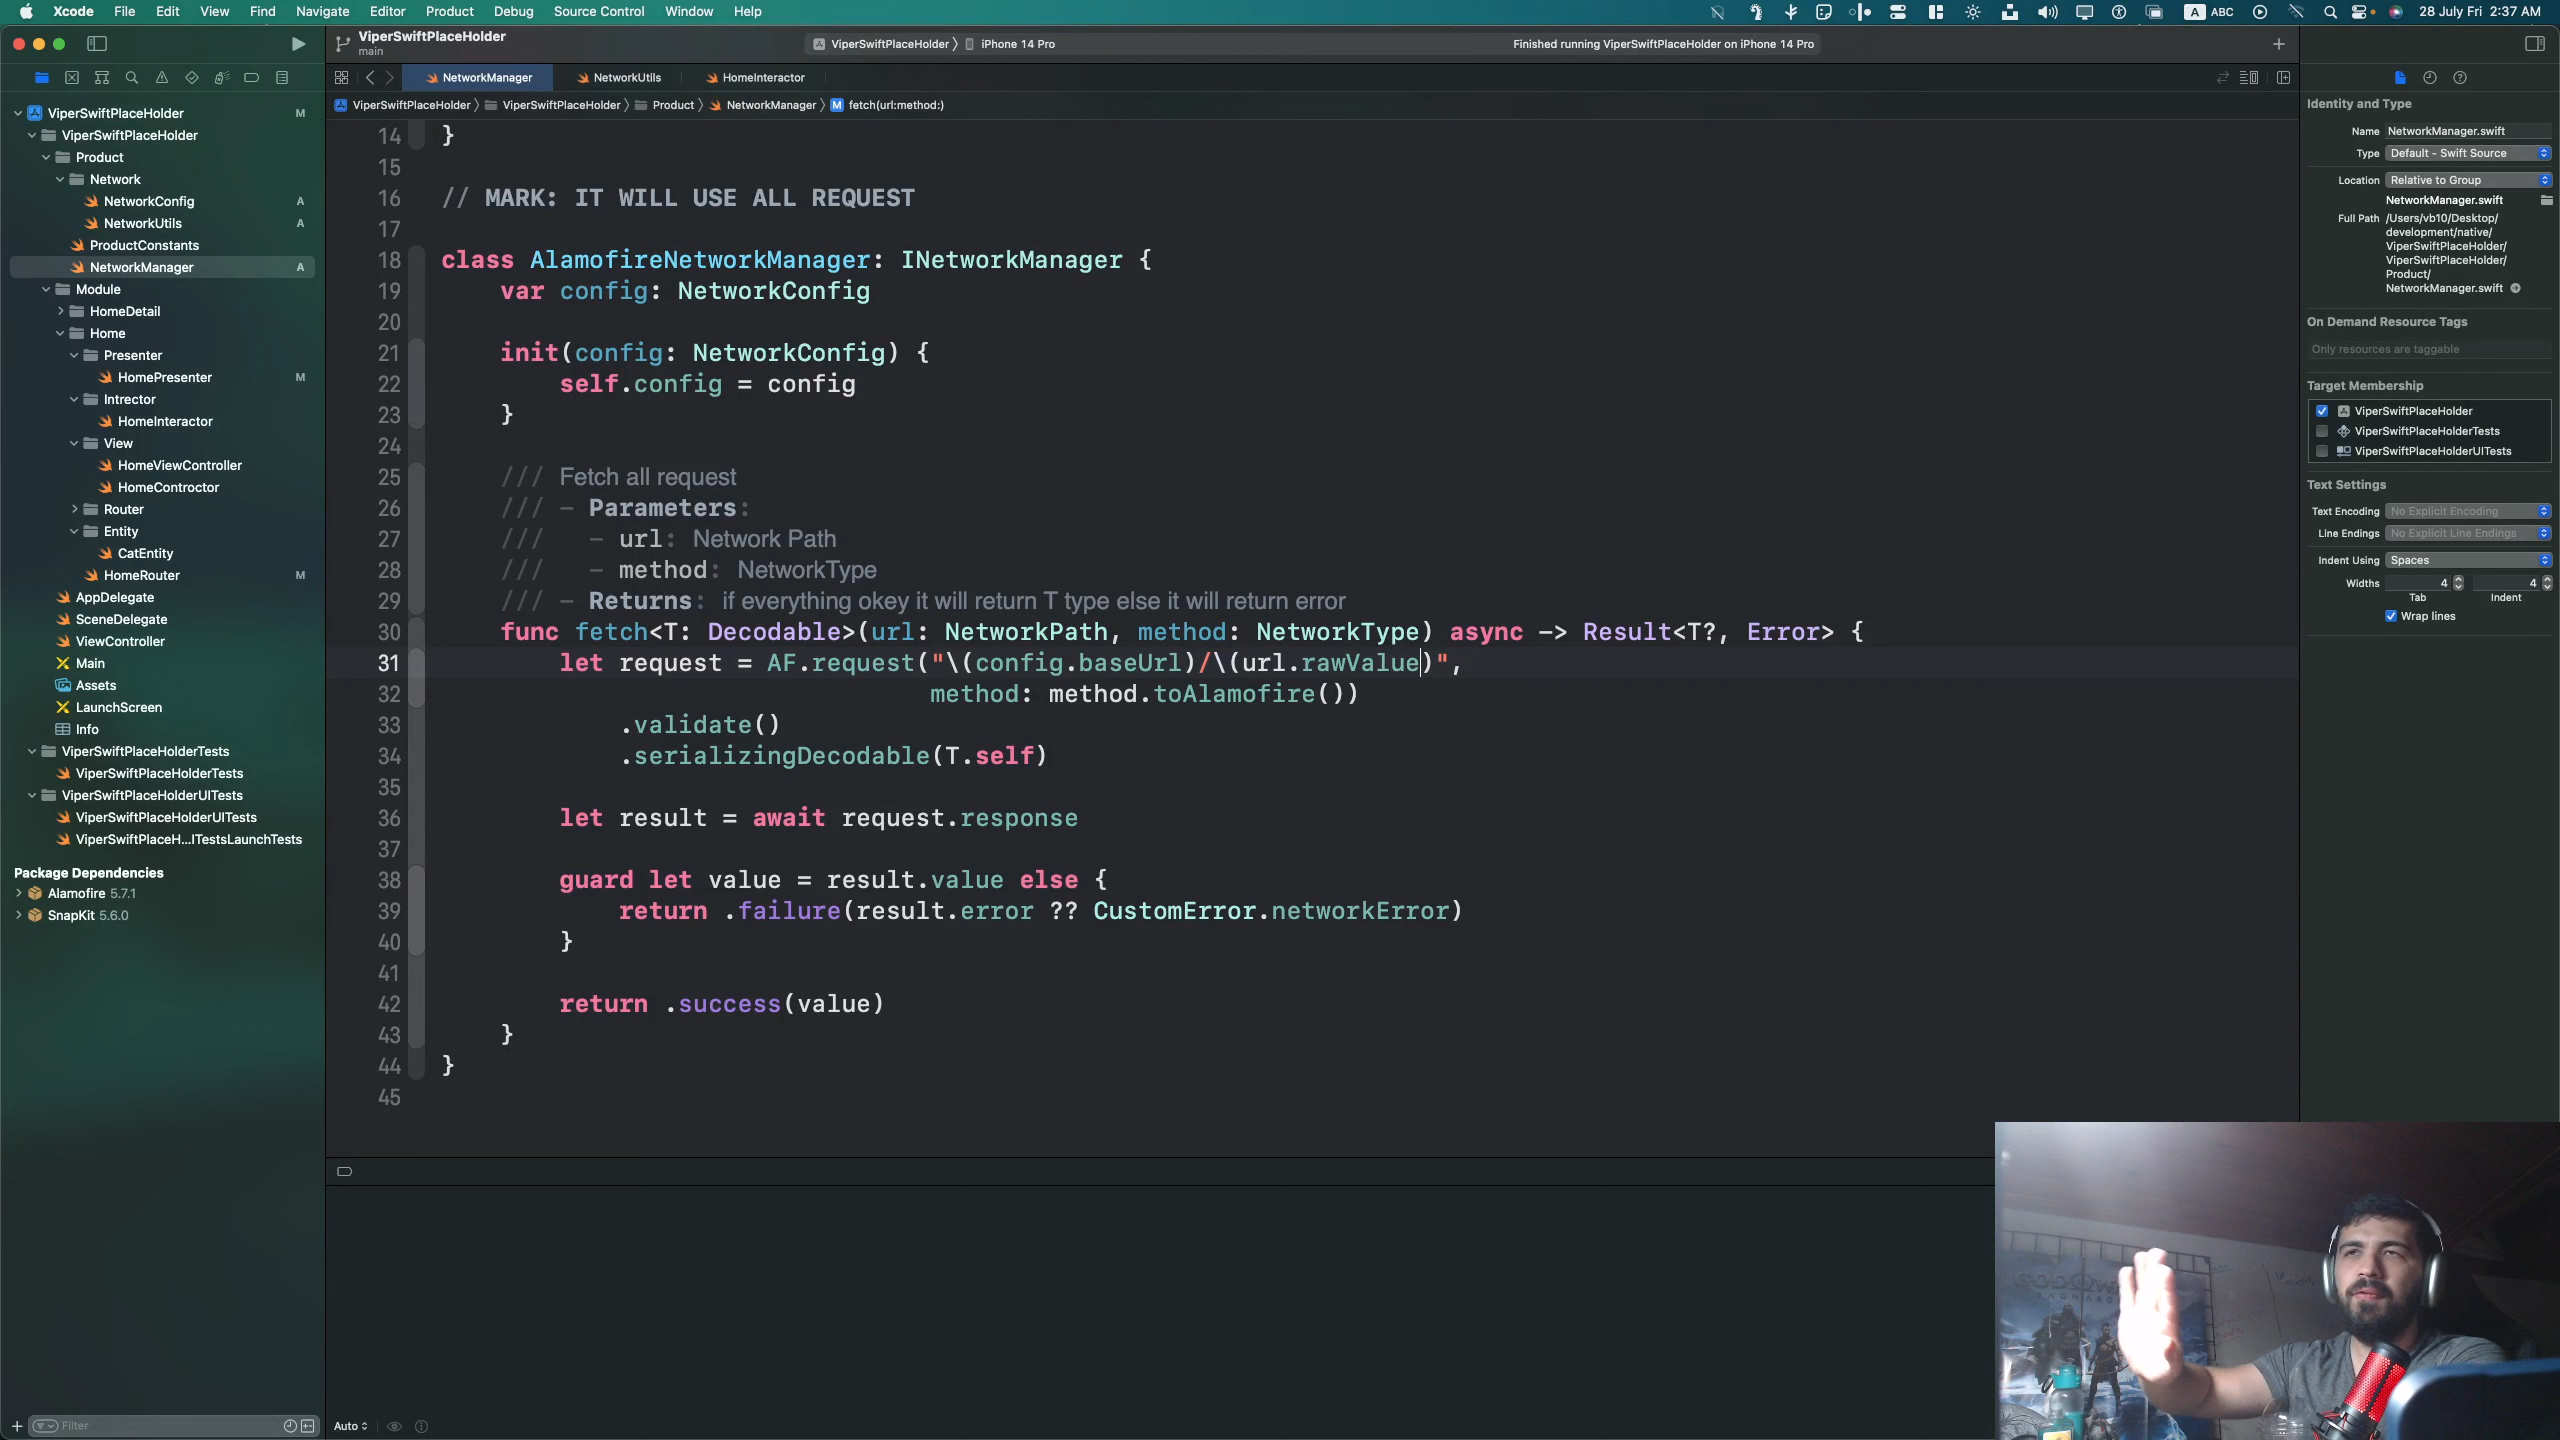 Xcode File Edit View Find Navigate Editor Product Debug Source Control Window Help
A ABC 28 July Fri 2:37 AM
ViperSwiftPlaceHolder
main
ViperSwiftPlaceHolder iPhone 14 Pro
Finished running ViperSwiftPlaceHolder on iPhone 14 Pro
NetworkManager NetworkUtils HomeInteractor
ViperSwiftPlaceHolder ViperSwiftPlaceHolder Product NetworkManager M fetch(url:method:)
ViperSwiftPlaceHolder M
ViperSwiftPlaceHolder
Product
Network
NetworkConfig A
NetworkUtils A
ProductConstants
NetworkManager A
Module
HomeDetail
Home
Presenter
HomePresenter M
Intrector
HomeInteractor
View
HomeViewController
HomeControctor
Router
Entity
CatEntity
HomeRouter M
AppDelegate
SceneDelegate
ViewController
Main
Assets
LaunchScreen
Info
ViperSwiftPlaceHolderTests
ViperSwiftPlaceHolderTests
ViperSwiftPlaceHolderUITests
ViperSwiftPlaceHolderUITests
ViperSwiftPlaceH...ITestsLaunchTests
Package Dependencies
Alamofire 5.7.1
SnapKit 5.6.0
Filter
14 }
15
16 // MARK: IT WILL USE ALL REQUEST
17
18 class AlamofireNetworkManager: INetworkManager {
19 var config: NetworkConfig
20
21 init(config: NetworkConfig) {
22 self.config = config
23 }
24
25 /// Fetch all request
26 /// - Parameters:
27 /// - url: Network Path
28 /// - method: NetworkType
29 /// - Returns: if everything okey it will return T type else it will return error
30 func fetch<T: Decodable>(url: NetworkPath, method: NetworkType) async -> Result<T?, Error> {
31 let request = AF.request("\(config.baseUrl)/\(url.rawValue)",
32 method: method.toAlamofire())
33 .validate()
34 .serializingDecodable(T.self)
35
36 let result = await request.response
37
38 guard let value = result.value else {
39 return .failure(result.error ?? CustomError.networkError)
40 }
41
42 return .success(value)
43 }
44 }
45
Auto
Identity and Type
Name NetworkManager.swift
Type Default - Swift Source
Location Relative to Group
NetworkManager.swift
Full Path /Users/vb10/Desktop/
development/native/
ViperSwiftPlaceHolder/
ViperSwiftPlaceHolder/
Product/
NetworkManager.swift
On Demand Resource Tags
Only resources are taggable
Target Membership
ViperSwiftPlaceHolder
ViperSwiftPlaceHolderTests
ViperSwiftPlaceHolderUITests
Text Settings
Text Encoding No Explicit Encoding
Line Endings No Explicit Line Endings
Indent Using Spaces
Widths 4 4
Tab Indent
Wrap lines